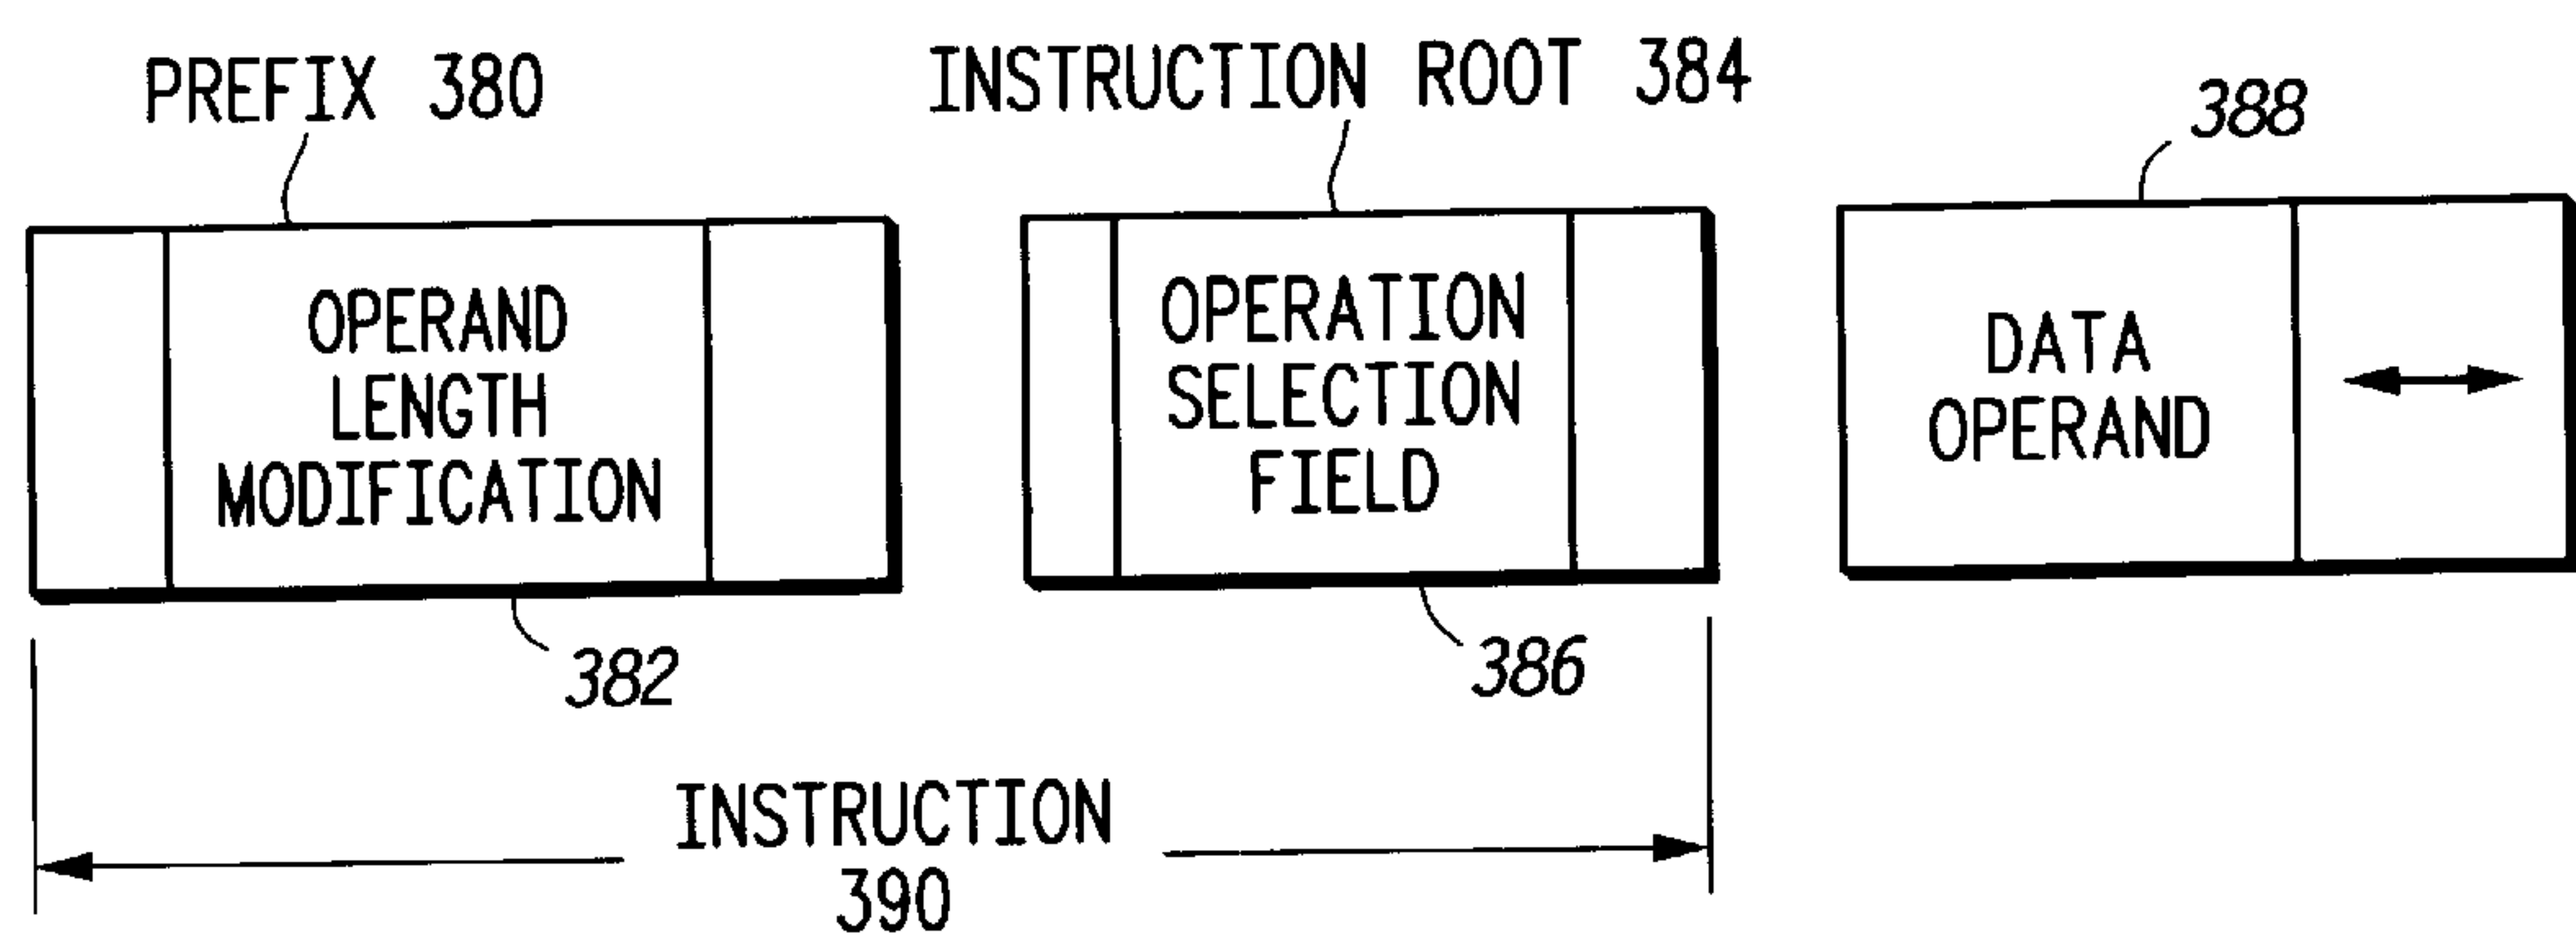 PREFIX 380
INSTRUCTION ROOT 384
388
OPERAND
LENGTH
MODIFICATION
OPERATION
SELECTION
FIELD
DATA
OPERAND
382
386
INSTRUCTION
390